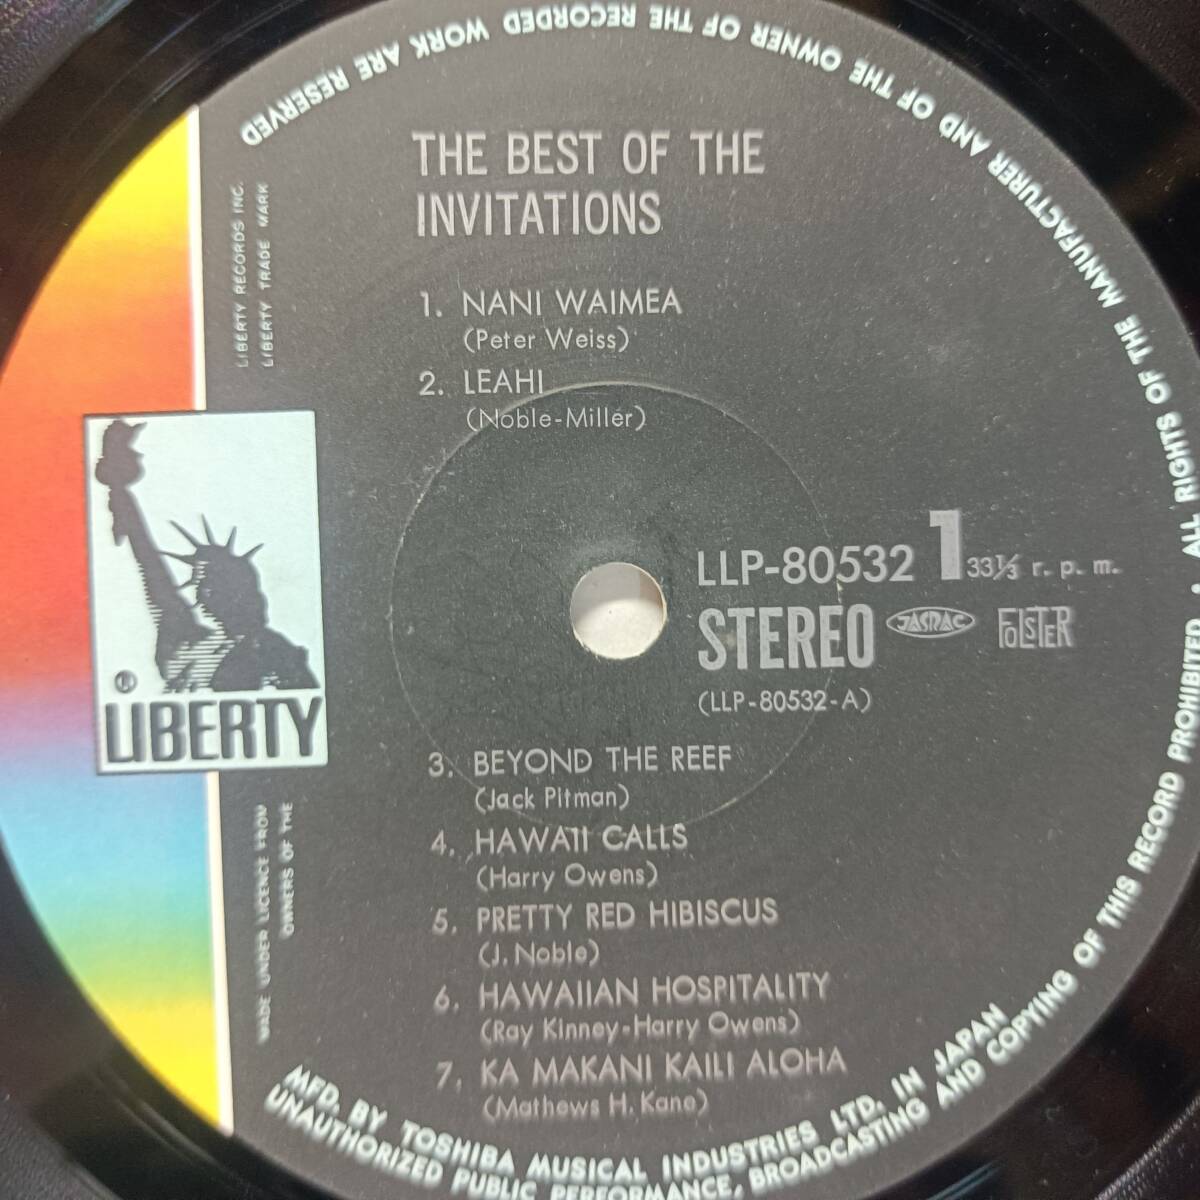 THE BEST OF THE
INVITATIONS
1. NANI WAIMEA
(Peter Weiss)
2. LEAHI
(Noble-Miller)
LLP-80532 1 33⅓ r. p. m.
STEREO JASRAC FOLSTER
(LLP-80532-A)
3. BEYOND THE REEF
(Jack Pitman)
4. HAWAII CALLS
(Harry Owens)
5. PRETTY RED HIBISCUS
(J. Noble)
6. HAWAIIAN HOSPITALITY
(Ray Kinney-Harry Owens)
7. KA MAKANI KAILI ALOHA
(Mathews H. Kane)
LIBERTY RECORDS INC.
LIBERTY TRADE MARK
®
LIBERTY
MADE UNDER LICENCE FROM
OWNERS OF THE
MFD. BY TOSHIBA MUSICAL INDUSTRIES LTD. IN JAPAN
UNAUTHORIZED PUBLIC PERFORMANCE, BROADCASTING AND COPYING OF THIS RECORD PROHIBITED • ALL RIGHTS OF THE MANUFACTURER AND OF THE OWNER OF THE RECORDED WORK ARE RESERVED